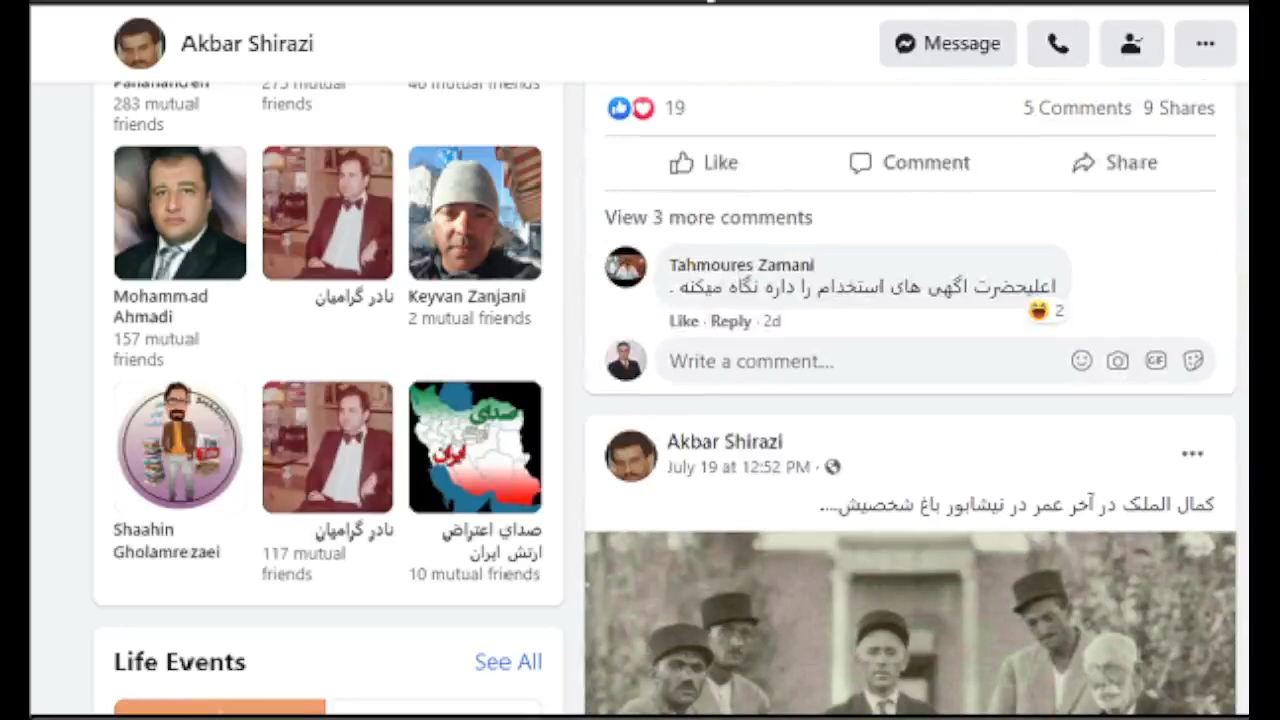 Akbar Shirazi
Message
283 mutual
friends
friends
Mohammad
Ahmadi
157 mutual
friends
نادر گرامیان
Keyvan Zanjani
2 mutual friends
صدای
ایران
Shaahin
Gholamrezaei
نادر گرامیان
117 mutual
friends
صدای اعتراض
ارتش ایران
10 mutual friends
Life Events
See All
19
5 Comments 9 Shares
Like
Comment
Share
View 3 more comments
Tahmoures Zamani
اعلیحضرت اگهی های استخدام را داره نگاه میکنه .
2
Like · Reply · 2d
Write a comment...
GIF
Akbar Shirazi
July 19 at 12:52 PM ·
کمال الملک در آخر عمر در نیشابور باغ شخصیش....